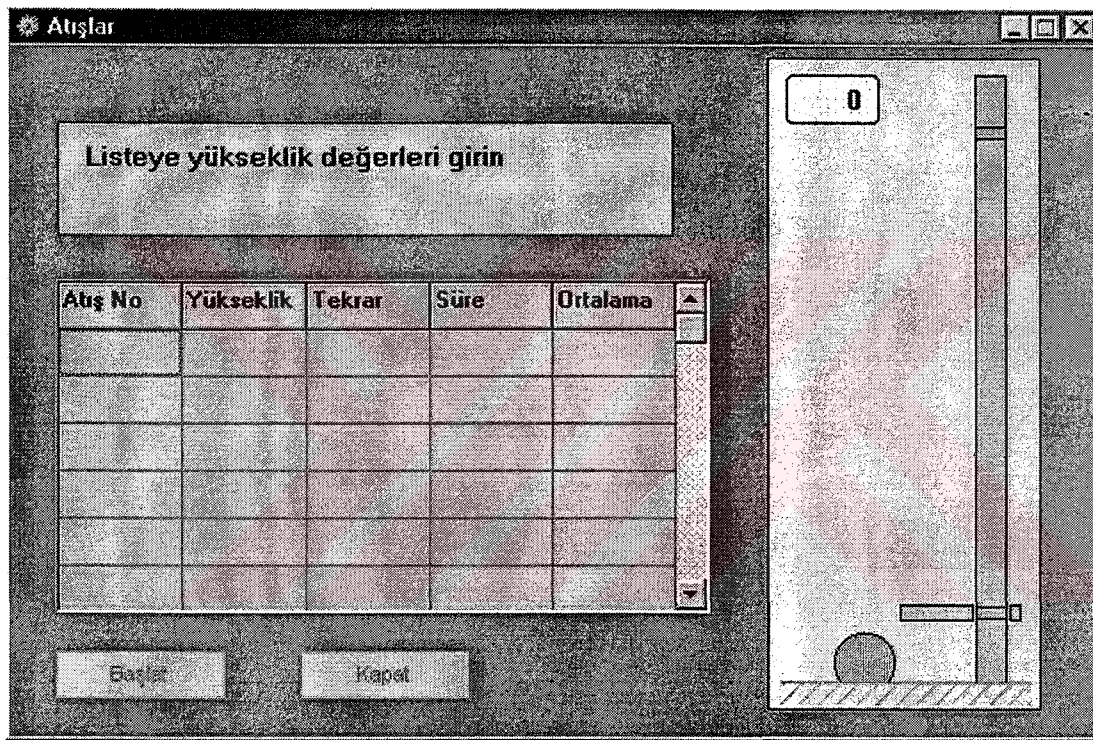 Atışlar
0
Listeye yükseklik değerleri girin
Atış No Yükseklik Tekrar Süre Ortalama
Başlat Kapat